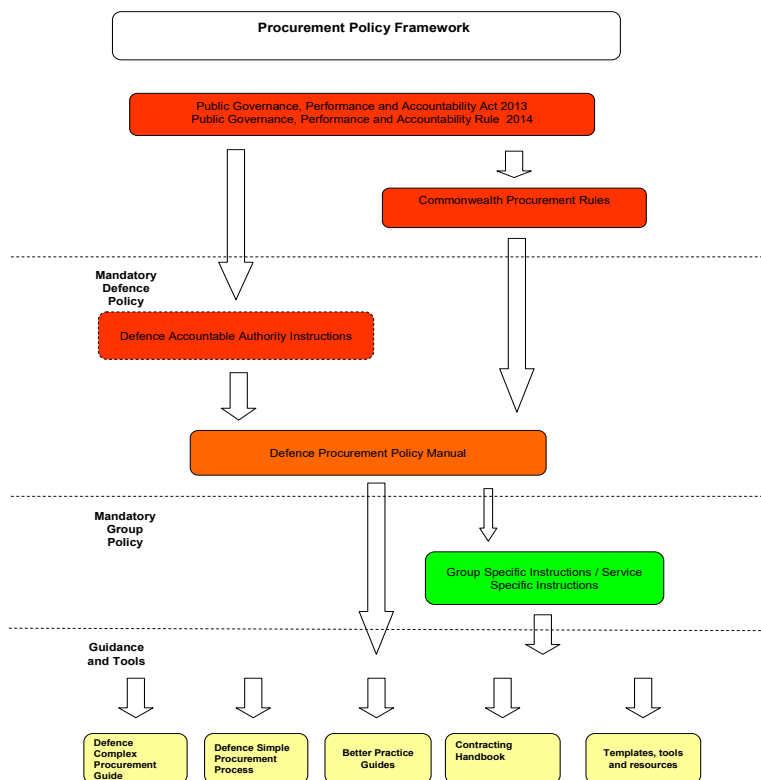 Procurement Policy Framework
Public Governance, Performance and Accountability Act 2013
Public Governance, Performance and Accountability Rule 2014
Commonwealth Procurement Rules
Mandatory
Defence
Policy
Defence Accountable Authority Instructions
Defence Procurement Policy Manual
Mandatory
Group
Policy
Group Specific Instructions / Service
Specific Instructions
Guidance
and Tools
Defence
Complex
Procurement
Guide
Defence Simple
Procurement
Process
Better Practice
Guides
Contracting
Handbook
Templates, tools
and resources